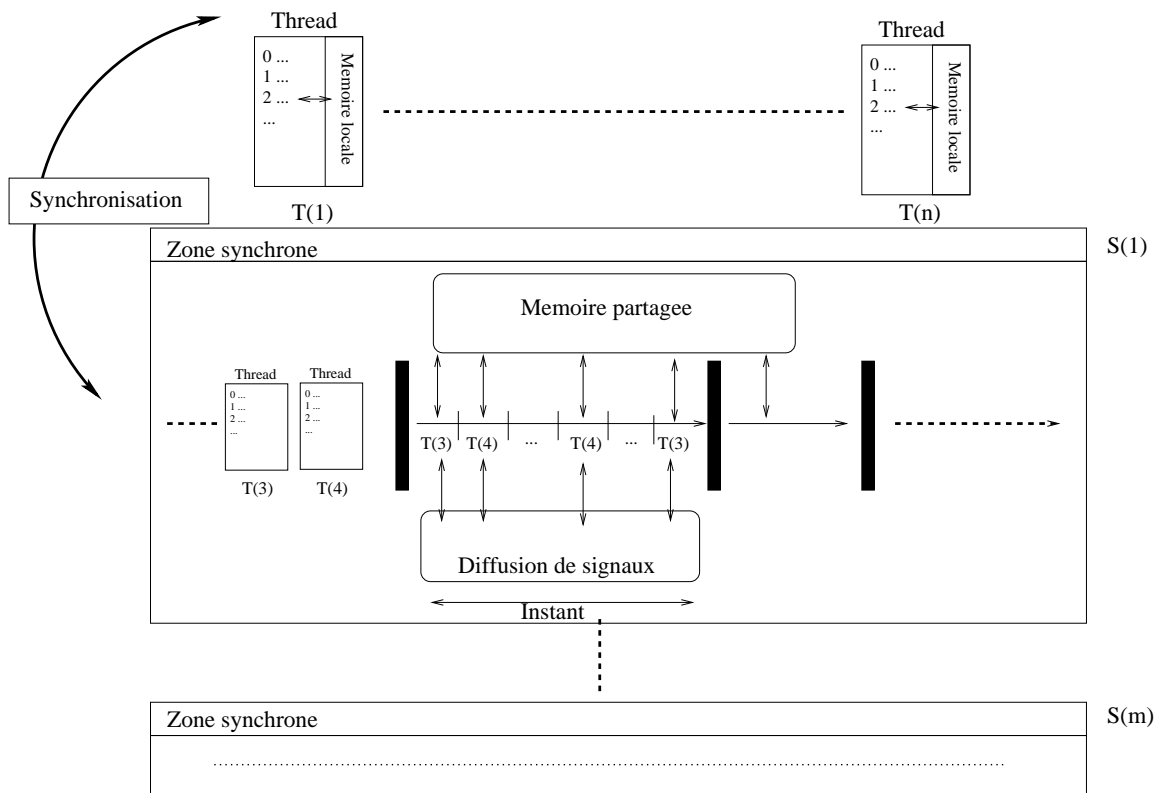 Thread
0 ...
1 ...
2 ...
...
Memoire locale
T(1)
Thread
0 ...
1 ...
2 ...
...
Memoire locale
T(n)
Synchronisation
Zone synchrone
S(1)
Memoire partagee
Thread
0 ...
1 ...
2 ...
...
T(3)
Thread
0 ...
1 ...
2 ...
...
T(4)
T(3) T(4) ... T(4) ... T(3)
Diffusion de signaux
Instant
Zone synchrone
S(m)